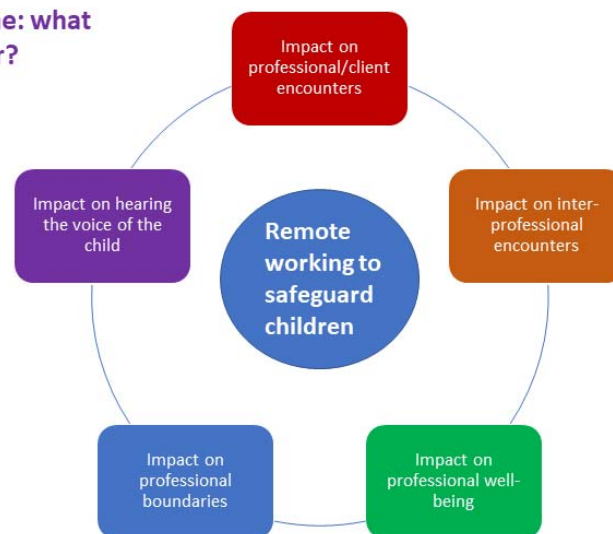 ne: what
r?
Impact on
professional/client
encounters
Impact on hearing
the voice of the
child
Impact on inter-
professional
encounters
Remote
working to
safeguard
children
Impact on
professional
boundaries
Impact on
professional well-
being